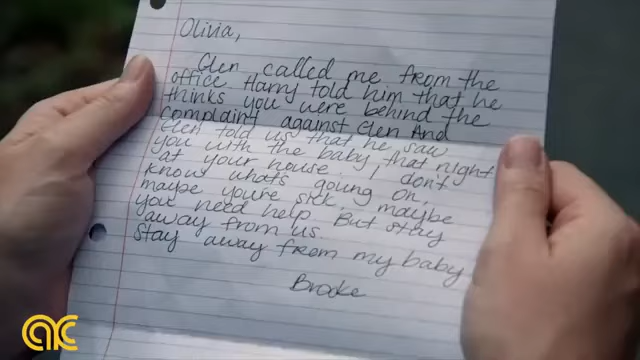 Olivia,
Glen called me from the
office. Harry told him that he
thinks you were behind the
complaint against Glen And
Glen told us that he saw
you with the baby that night
at your house. I don't
know whats going on,
maybe you're sick, maybe
you need help But stay
away from us
Stay away from my baby
Brooke
ac